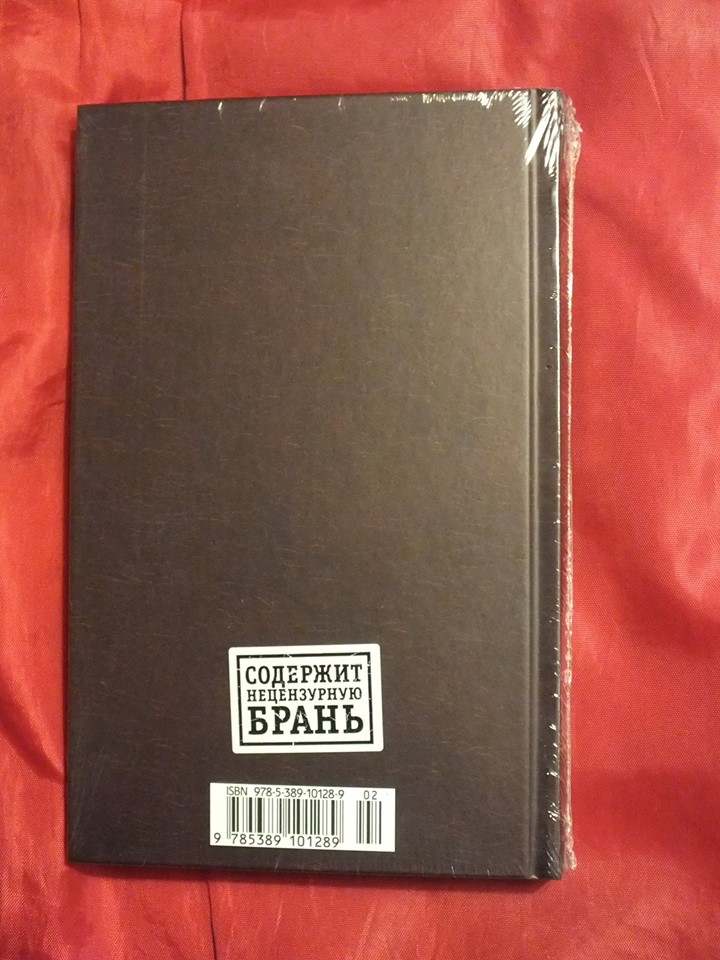 СОДЕРЖИТ
НЕЦЕНЗУРНУЮ
БРАНЬ
ISBN 978-5-389-10128-9 02
9 785389 101289